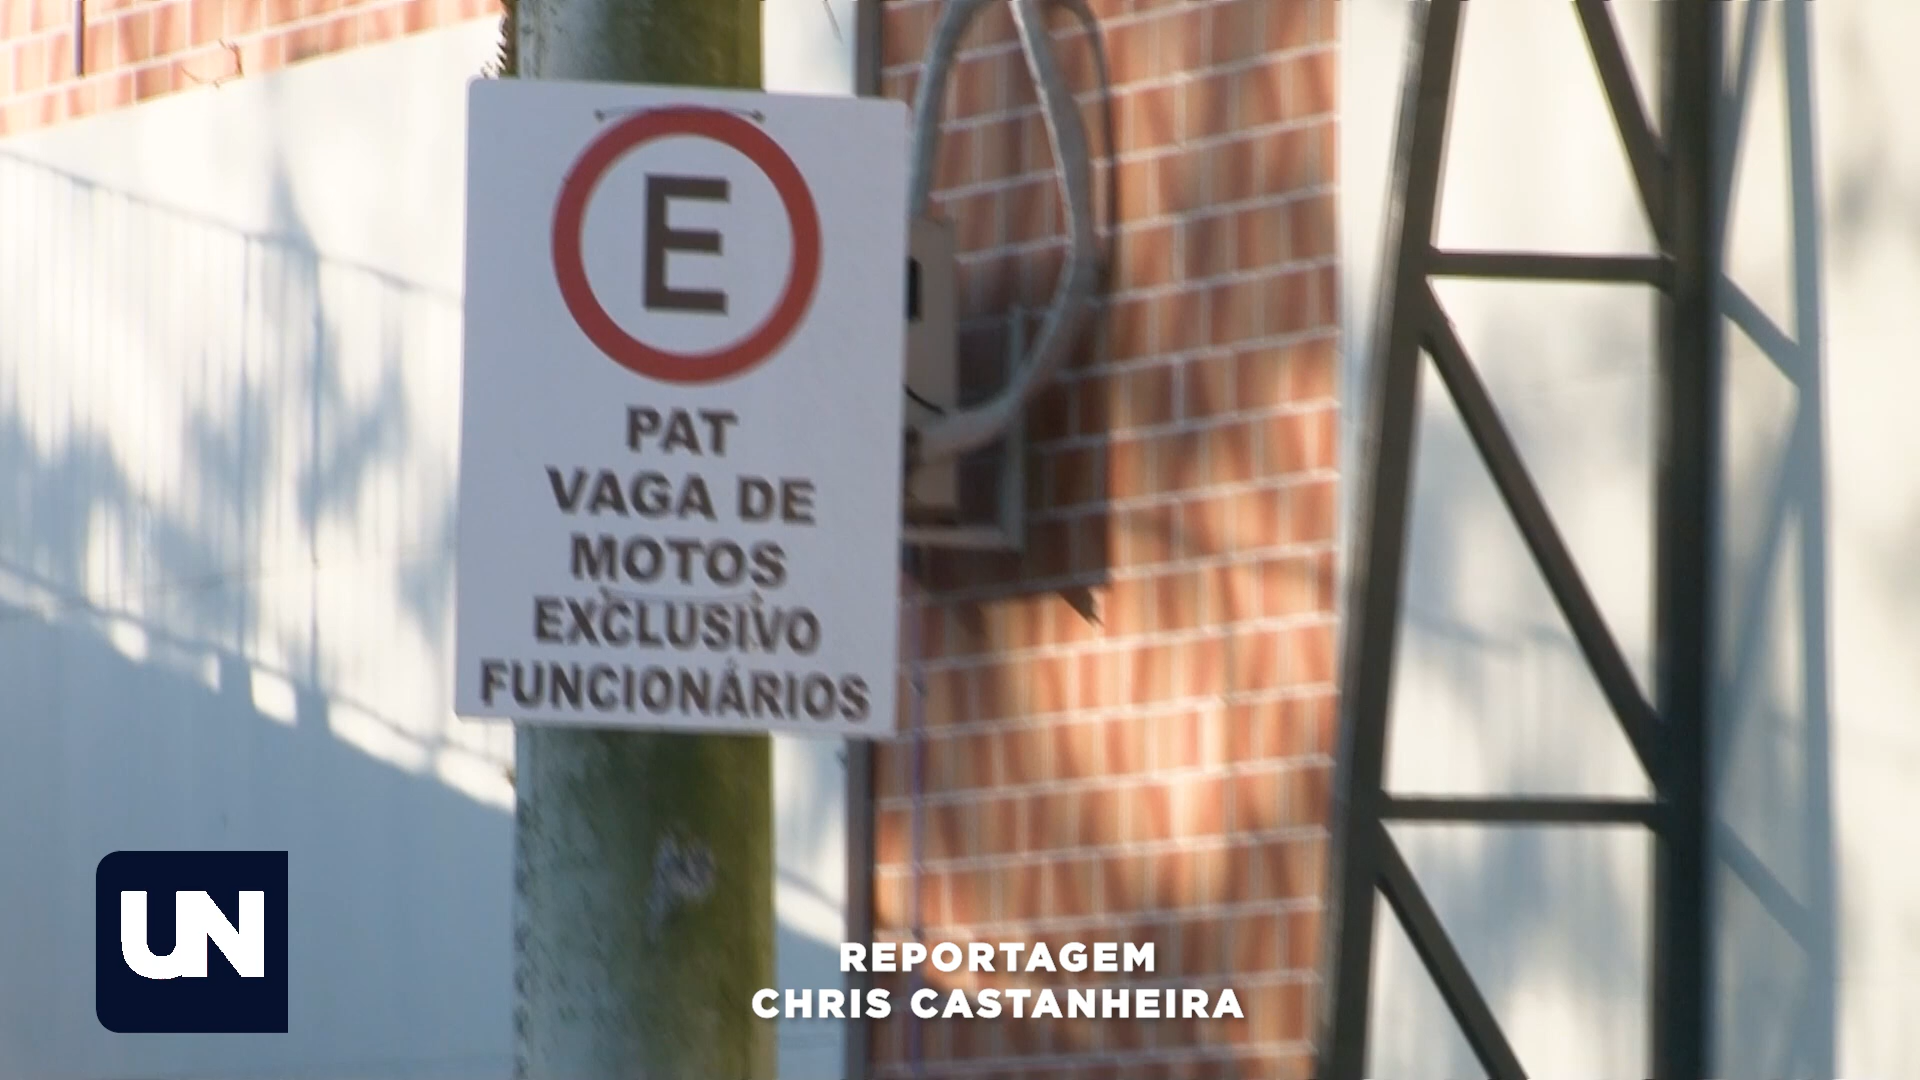 E
PAT
VAGA DE
MOTOS
EXCLUSIVO
FUNCIONÁRIOS
UN
REPORTAGEM
CHRIS CASTANHEIRA